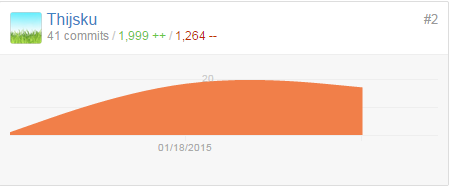 Thijsku
#2
41 commits / 1,999 ++ / 1,264 --
20
01/18/2015